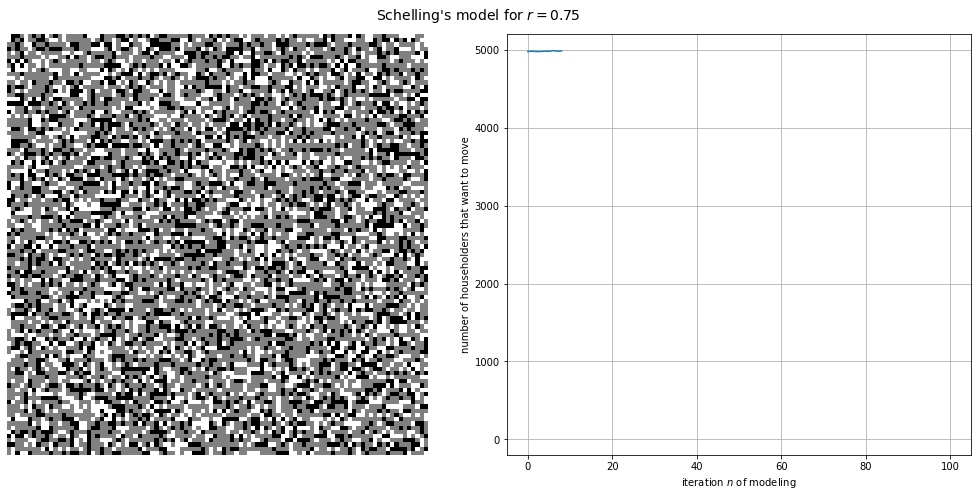 Schelling's model for r = 0.75
number of householders that want to move
5000
4000
3000
2000
1000
0
0 20 40 60 80 100
iteration n of modeling